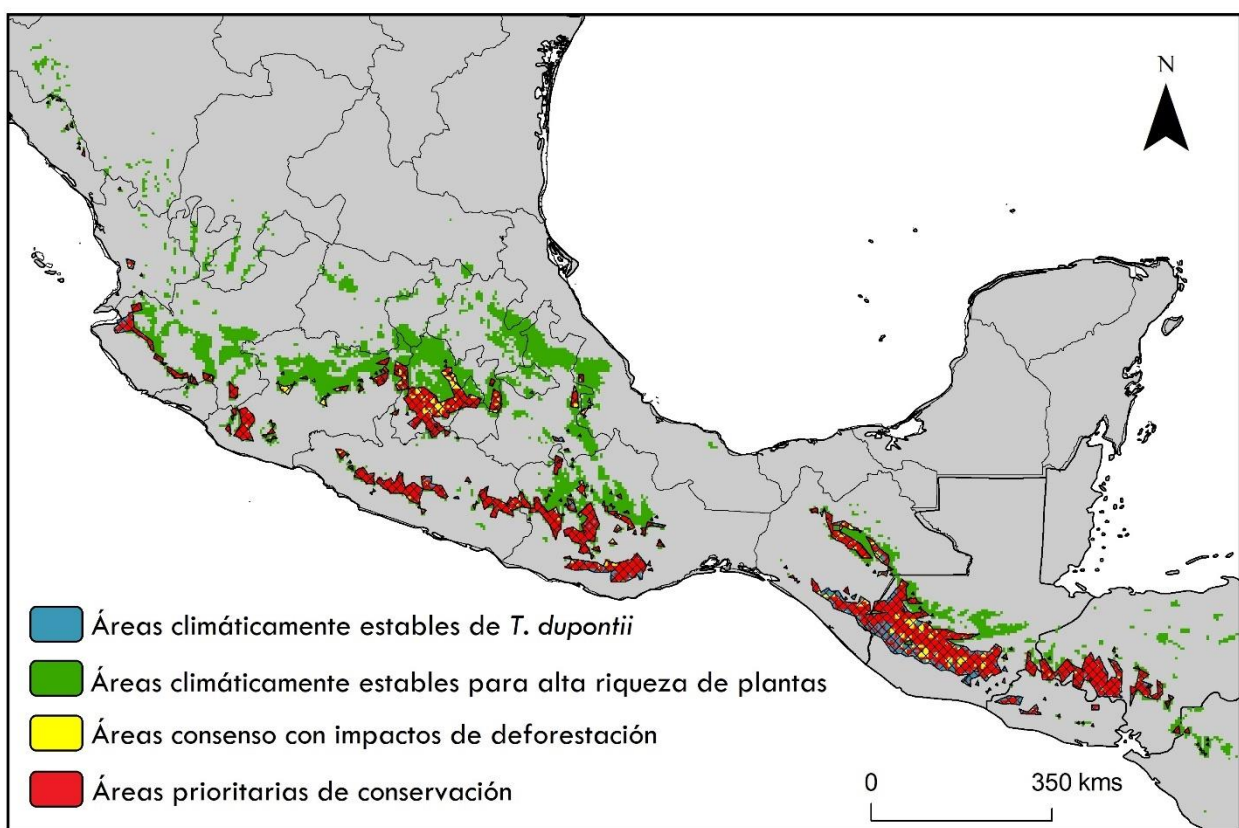 N
Áreas climáticamente estables de T. dupontii
Áreas climáticamente estables para alta riqueza de plantas
Áreas consenso con impactos de deforestación
Áreas prioritarias de conservación
0 350 kms